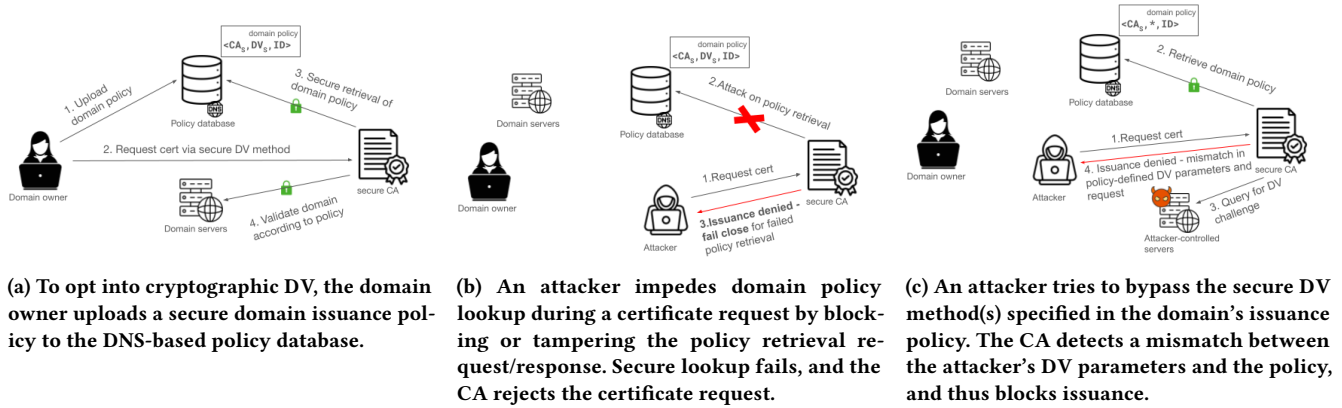 domain policy
<CAs,DVs,ID>
3. Secure retrieval of
domain policy
1. Upload
domain policy
DNS
Policy database
2. Request cert via secure DV method
Domain owner
secure CA
4. Validate domain
according to policy
Domain servers
(a) To opt into cryptographic DV, the domain
owner uploads a secure domain issuance pol-
icy to the DNS-based policy database.
domain policy
<CAs,DVs,ID>
2.Attack on policy retrieval
Domain servers
DNS
Policy database
Domain owner
1.Request cert
secure CA
3.Issuance denied -
fail close for failed
policy retrieval
Attacker
(b) An attacker impedes domain policy
lookup during a certificate request by block-
ing or tampering the policy retrieval re-
quest/response. Secure lookup fails, and the
CA rejects the certificate request.
domain policy
<CAs,*,ID>
2. Retrieve domain policy
Domain servers
DNS
Policy database
Domain owner
1.Request cert
4. Issuance denied - mismatch in
policy-defined DV parameters and
request
secure CA
Attacker
3. Query for DV
challenge
Attacker-controlled
servers
(c) An attacker tries to bypass the secure DV
method(s) specified in the domain's issuance
policy. The CA detects a mismatch between
the attacker's DV parameters and the policy,
and thus blocks issuance.